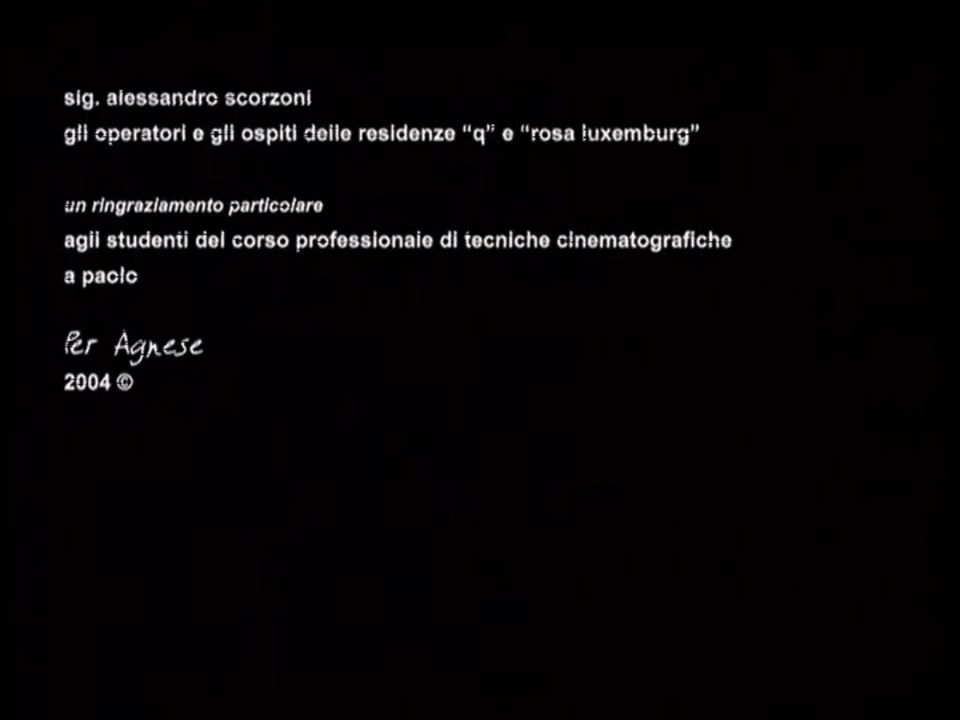 sig. alessandro scorzoni
gli operatori e gli ospiti delle residenze “q” e “rosa luxemburg”
un ringraziamento particolare
agli studenti del corso professionale di tecniche cinematografiche
a paolo
Per Agnese
2004 ©